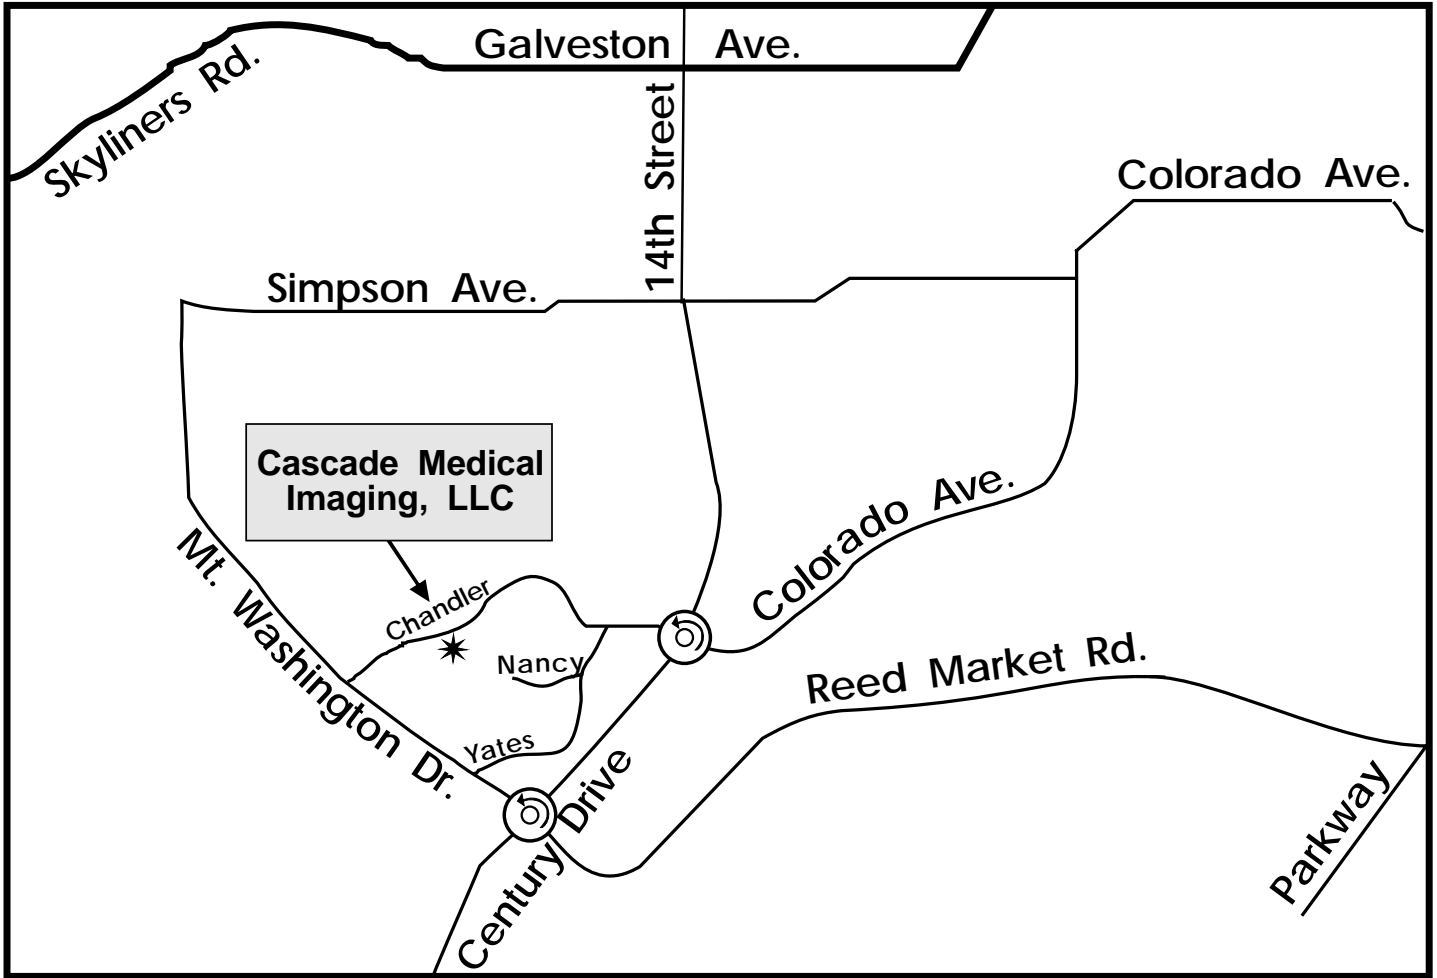 Galveston Ave.
Skyliners Rd.
14th Street
Colorado Ave.
Simpson Ave.
Cascade Medical
Imaging, LLC
Colorado Ave.
Mt. Washington Dr.
Chandler
Nancy
Reed Market Rd.
Yates
Century Drive
Parkway